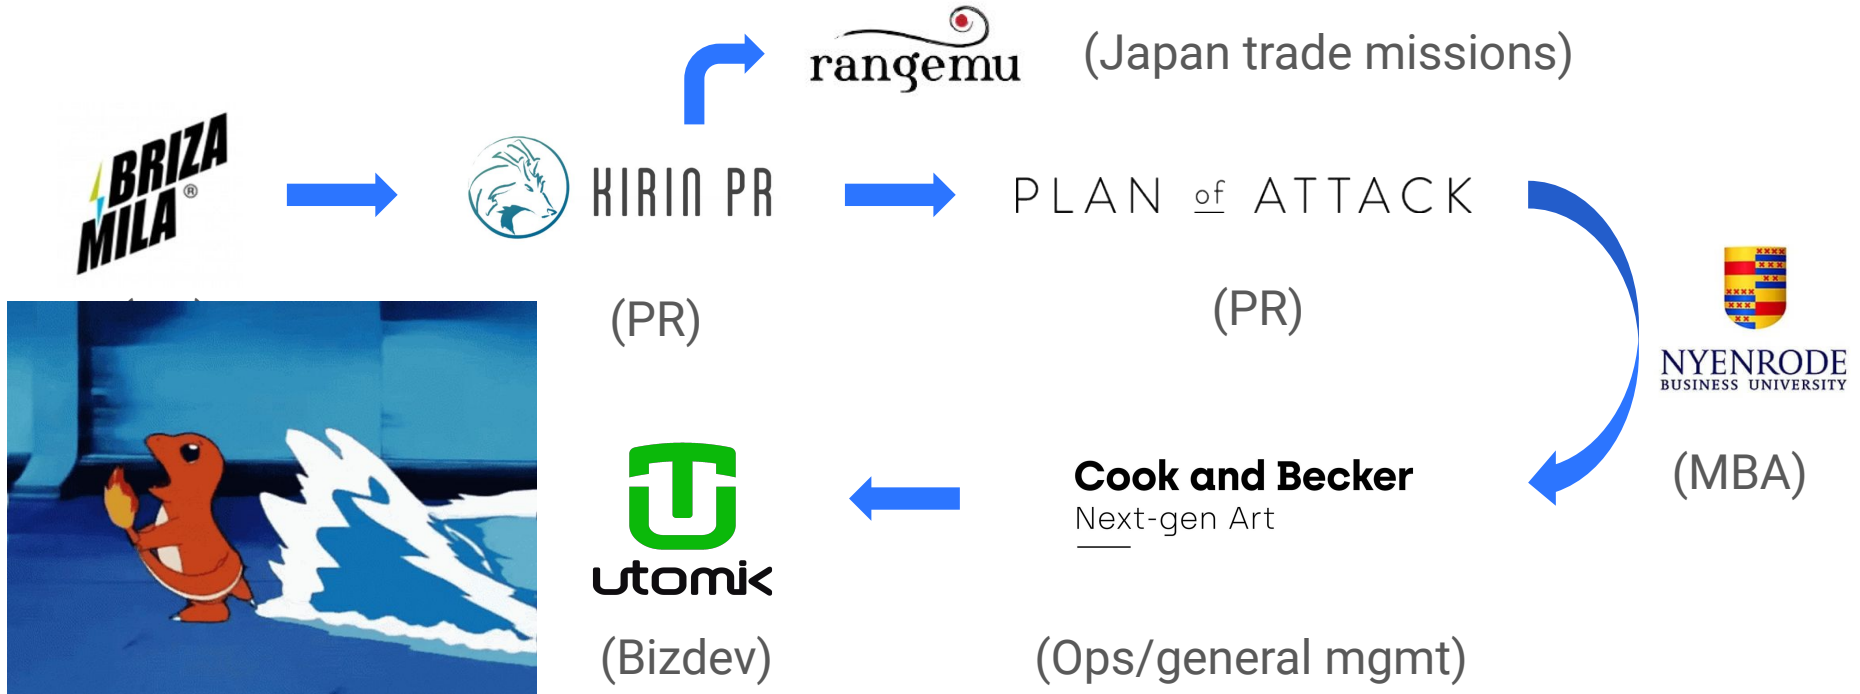 rangemu
(Japan trade missions)
BRIZA
MILA®
KIRIN PR
PLAN of ATTACK
(PR)
(PR)
NYENRODE
BUSINESS UNIVERSITY
(MBA)
Cook and Becker
Next-gen Art
utomik
(Bizdev)
(Ops/general mgmt)